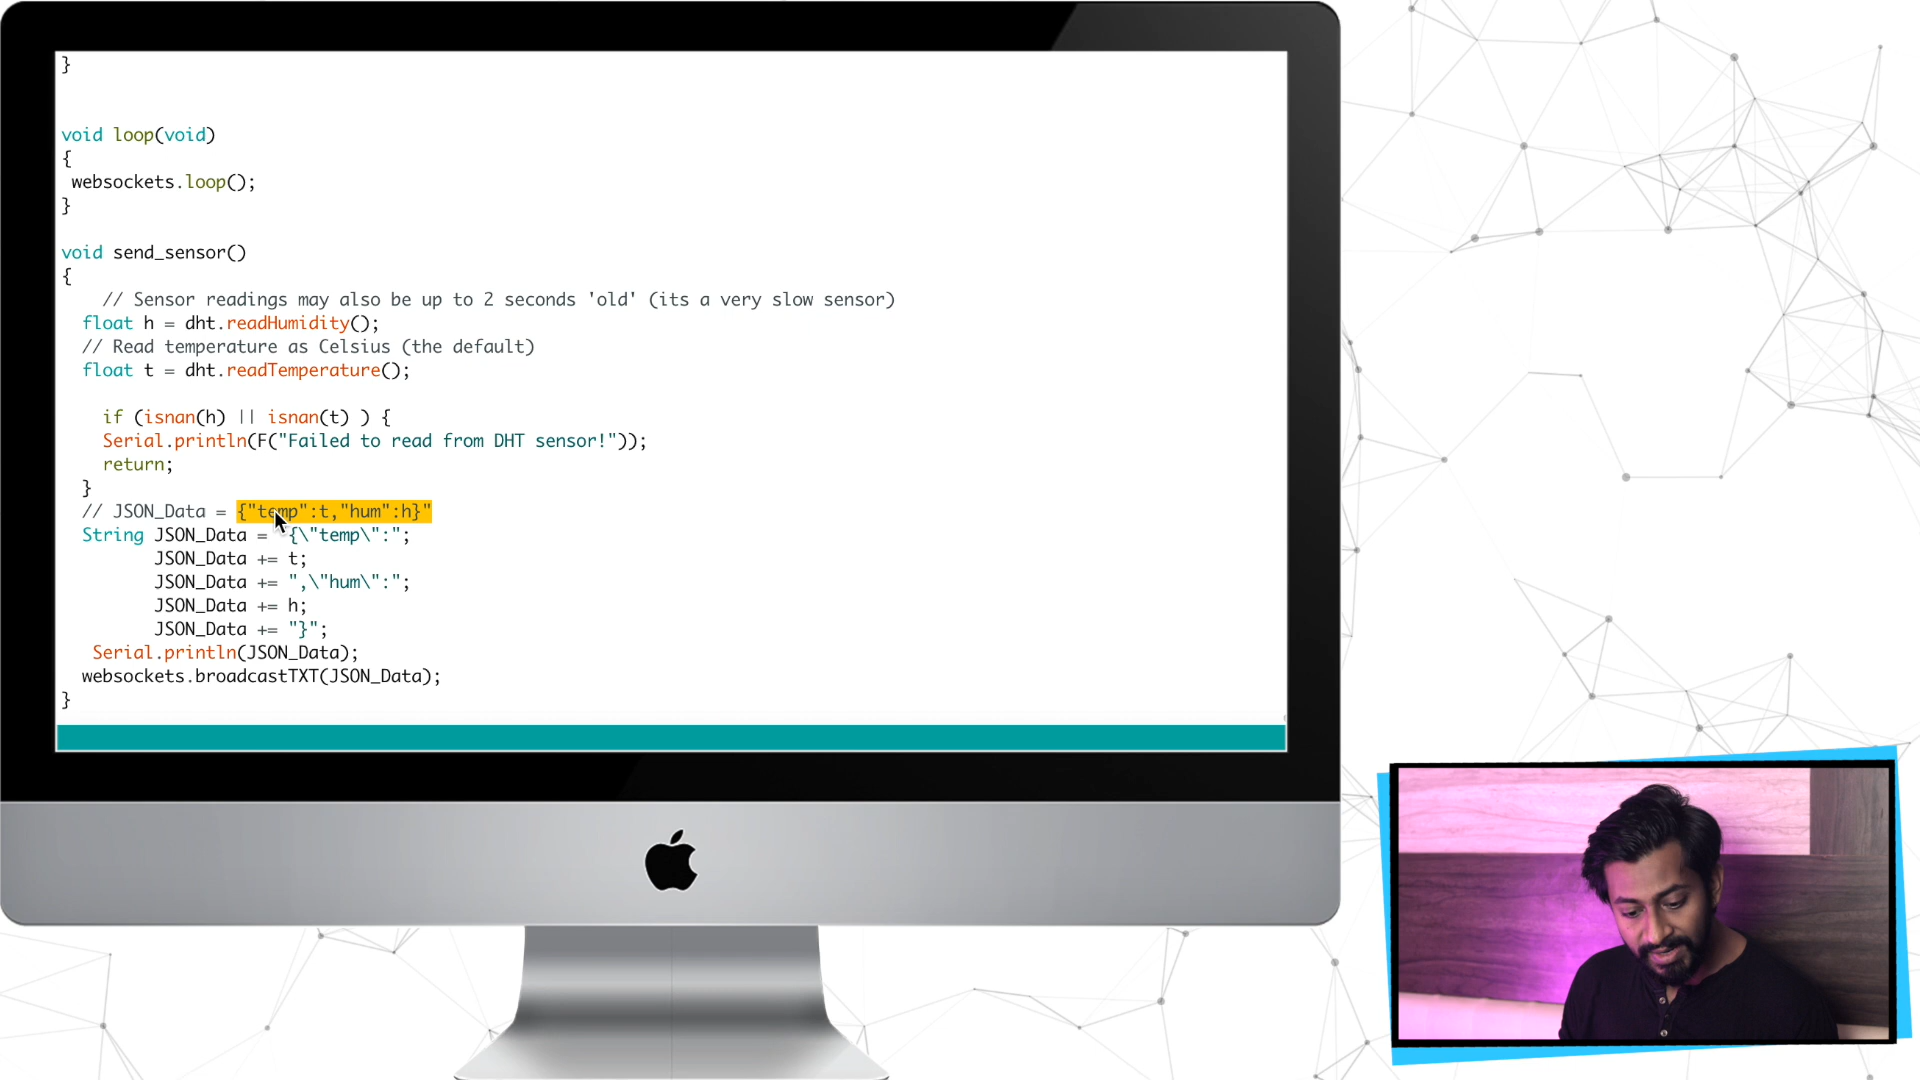 }
void loop(void)
{
websockets.loop();
}
void send_sensor()
{
// Sensor readings may also be up to 2 seconds 'old' (its a very slow sensor)
float h = dht.readHumidity();
// Read temperature as Celsius (the default)
float t = dht.readTemperature();
if (isnan(h) || isnan(t) ) {
Serial.println(F("Failed to read from DHT sensor!"));
return;
}
// JSON_Data = {"temp":t,"hum":h}"
String JSON_Data = "{\"temp\":";
JSON_Data += t;
JSON_Data += ",\"hum\":";
JSON_Data += h;
JSON_Data += "}";
Serial.println(JSON_Data);
websockets.broadcastTXT(JSON_Data);
}